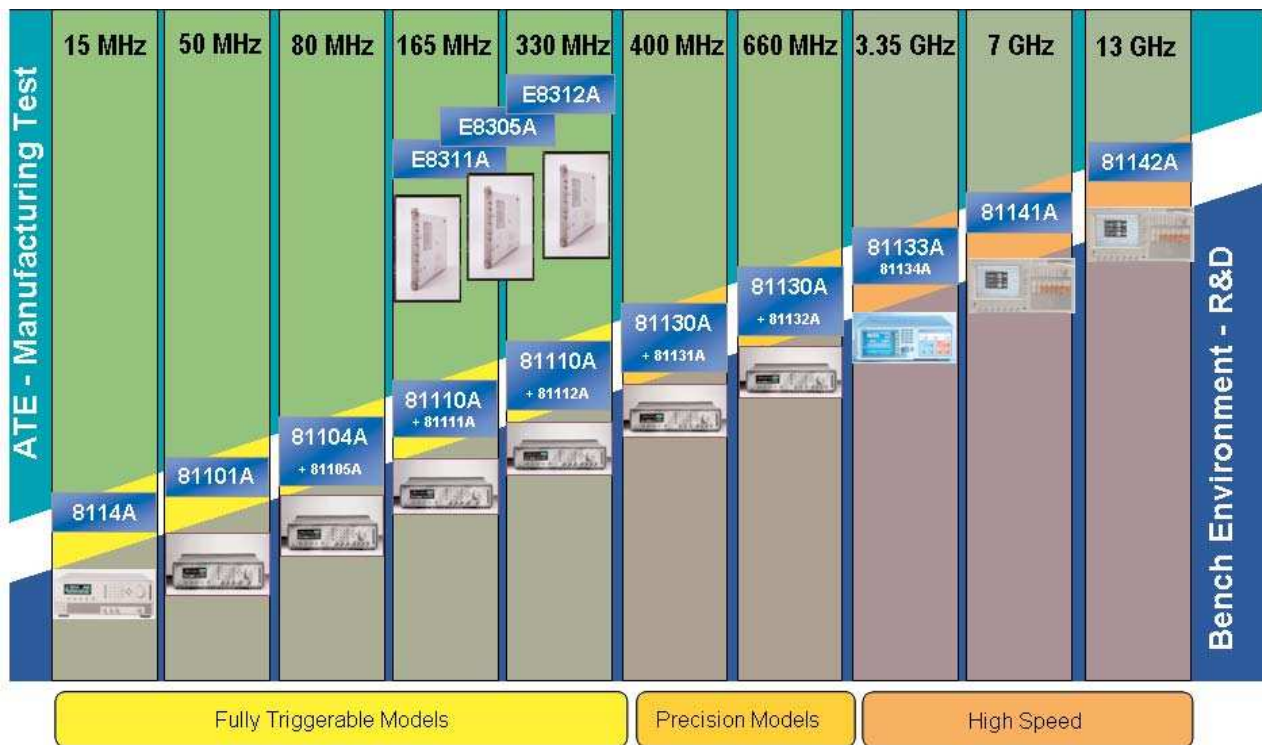 15 MHz
50 MHz
80 MHz
165 MHz
330 MHz
400 MHz
660 MHz
3.35 GHz
7 GHz
13 GHz
ATE - Manufacturing Test
E8312A
E8305A
E8311A
81142A
81141A
81133A
81134A
81130A
+ 81132A
81130A
+ 81131A
81110A
+ 81112A
81110A
+ 81111A
81104A
+ 81105A
81101A
8114A
Bench Environment - R&D
Fully Triggerable Models
Precision Models
High Speed